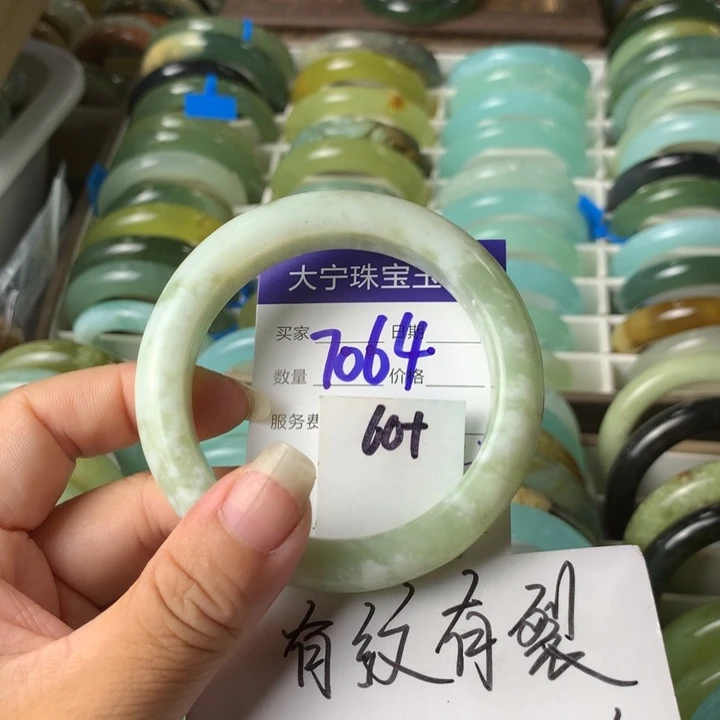 大宁珠宝玉
买家 日期
7064
数量 价格
服务费
60+
有纹有裂